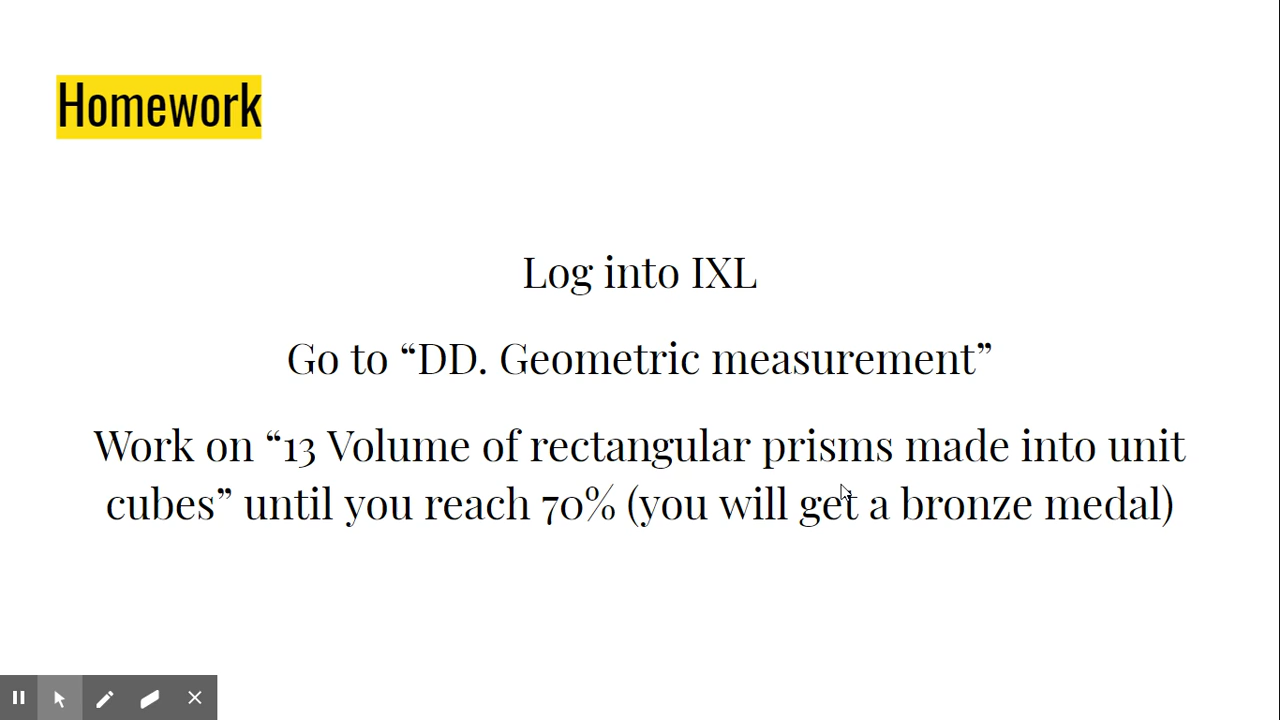 Homework
Log into IXL
Go to “DD. Geometric measurement”
Work on “13 Volume of rectangular prisms made into unit
cubes” until you reach 70% (you will get a bronze medal)